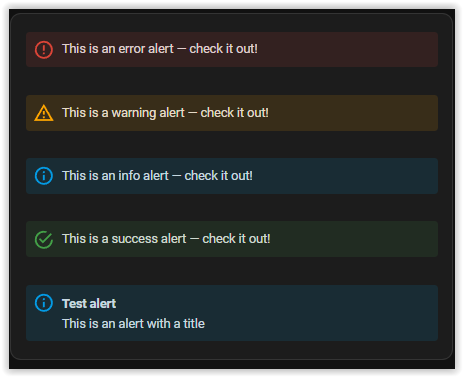 This is an error alert — check it out!
This is a warning alert — check it out!
This is an info alert — check it out!
This is a success alert — check it out!
Test alert
This is an alert with a title